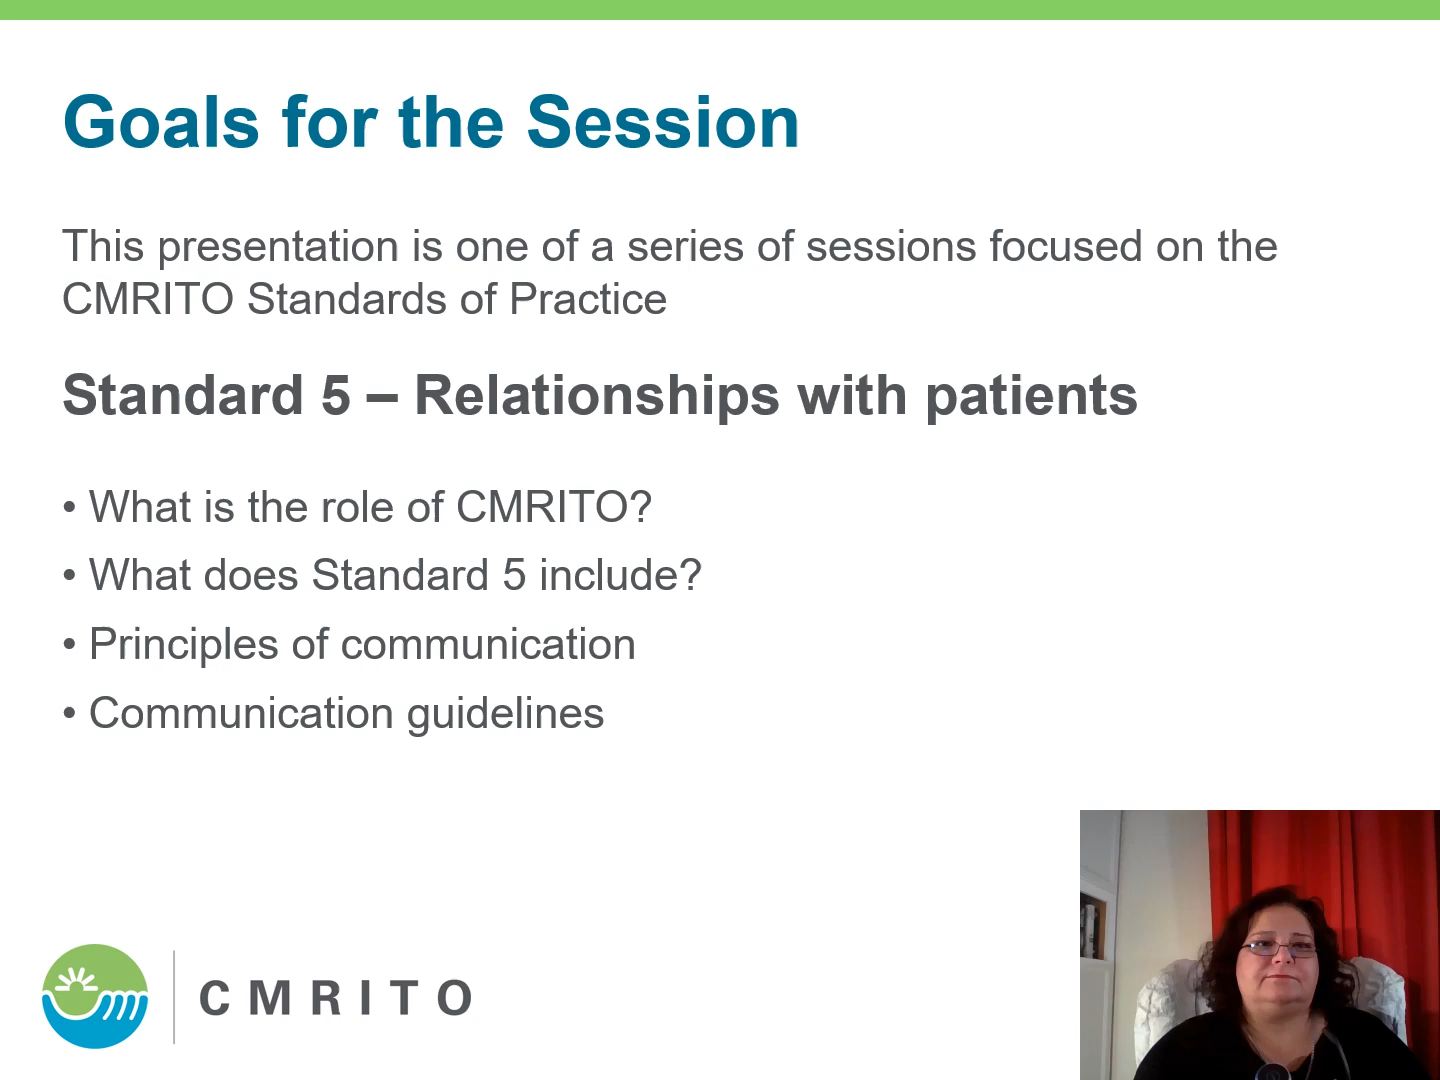 Goals for the Session
This presentation is one of a series of sessions focused on the
CMRITO Standards of Practice
Standard 5 – Relationships with patients
• What is the role of CMRITO?
• What does Standard 5 include?
• Principles of communication
• Communication guidelines
CMRITO